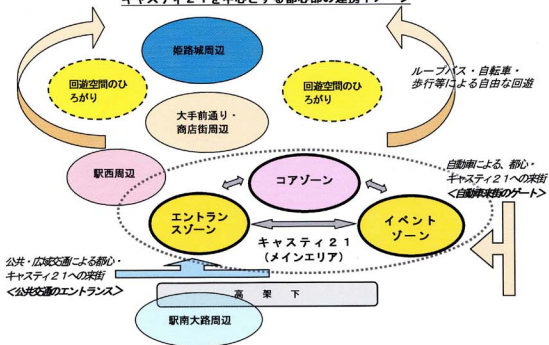 キャスティ２１を中心とする都心部の連携イメージ
姫路城周辺
回遊空間のひ
ろがり
回遊空間のひ
ろがり
ループバス・自転車・
歩行等による自由な回遊
大手前通り・
商店街周辺
駅西周辺
コアゾーン
自動車による、都心・
キャスティ２１への来街
＜自動車来街のゲート＞
エントラン
スゾーン
イベント
ゾーン
キャスティ２１
（メインエリア）
公共・広域交通による都心・
キャスティ２１への来街
＜公共交通のエントランス＞
高架下
駅南大路周辺